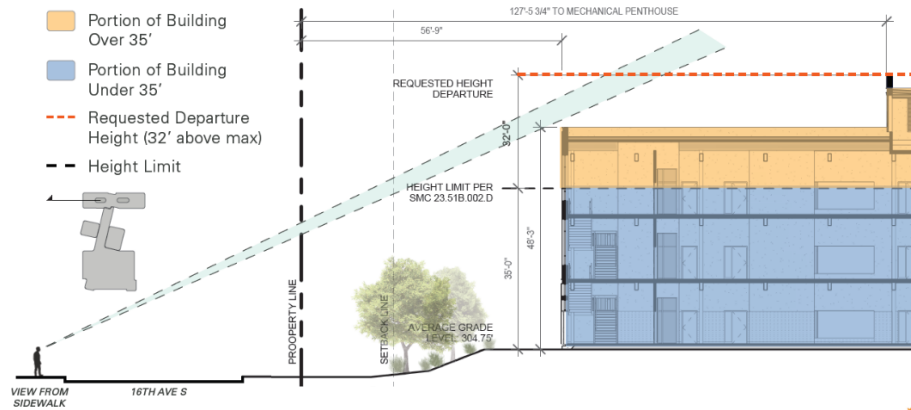 Portion of Building
Over 35'
Portion of Building
Under 35'
Requested Departure
Height (32' above max)
Height Limit
127'-5 3/4" TO MECHANICAL PENTHOUSE
56'-9"
REQUESTED HEIGHT
DEPARTURE
32'-0"
HEIGHT LIMIT PER
SMC 23.51B.002.D
48'-3"
35'-0"
PROOPERTY LINE
SETBACK LINE
AVERAGE GRADE
LEVEL: 304.75'
VIEW FROM
SIDEWALK
16TH AVE S